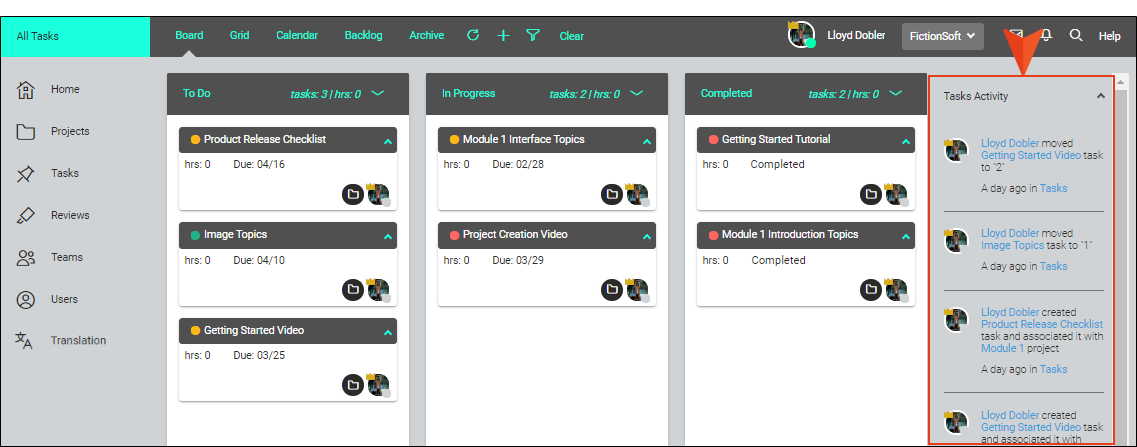 All Tasks
Board Grid Calendar Backlog Archive Clear
Lloyd Dobler FictionSoft Help
Home
Projects
Tasks
Reviews
Teams
Users
Translation
To Do tasks: 3 | hrs: 0
Product Release Checklist
hrs: 0 Due: 04/16
Image Topics
hrs: 0 Due: 04/10
Getting Started Video
hrs: 0 Due: 03/25
In Progress tasks: 2 | hrs: 0
Module 1 Interface Topics
hrs: 0 Due: 02/28
Project Creation Video
hrs: 0 Due: 03/29
Completed tasks: 2 | hrs: 0
Getting Started Tutorial
hrs: 0 Completed
Module 1 Introduction Topics
hrs: 0 Completed
Tasks Activity
Lloyd Dobler moved
Getting Started Video task
to "2"
A day ago in Tasks
Lloyd Dobler moved
Image Topics task to "1"
A day ago in Tasks
Lloyd Dobler created
Product Release Checklist
task and associated it with
Module 1 project
A day ago in Tasks
Lloyd Dobler created
Getting Started Video task
and associated it with